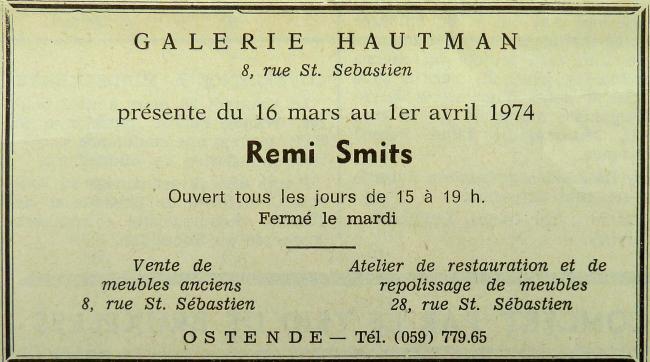 GALERIE HAUTMAN
8, rue St. Sebastien
présente du 16 mars au 1er avril 1974
Remi Smits
Ouvert tous les jours de 15 à 19 h.
Fermé le mardi
Vente de
meubles anciens
8, rue St. Sébastien
Atelier de restauration et de
repolissage de meubles
28, rue St. Sébastien
OSTENDE — Tél. (059) 779.65